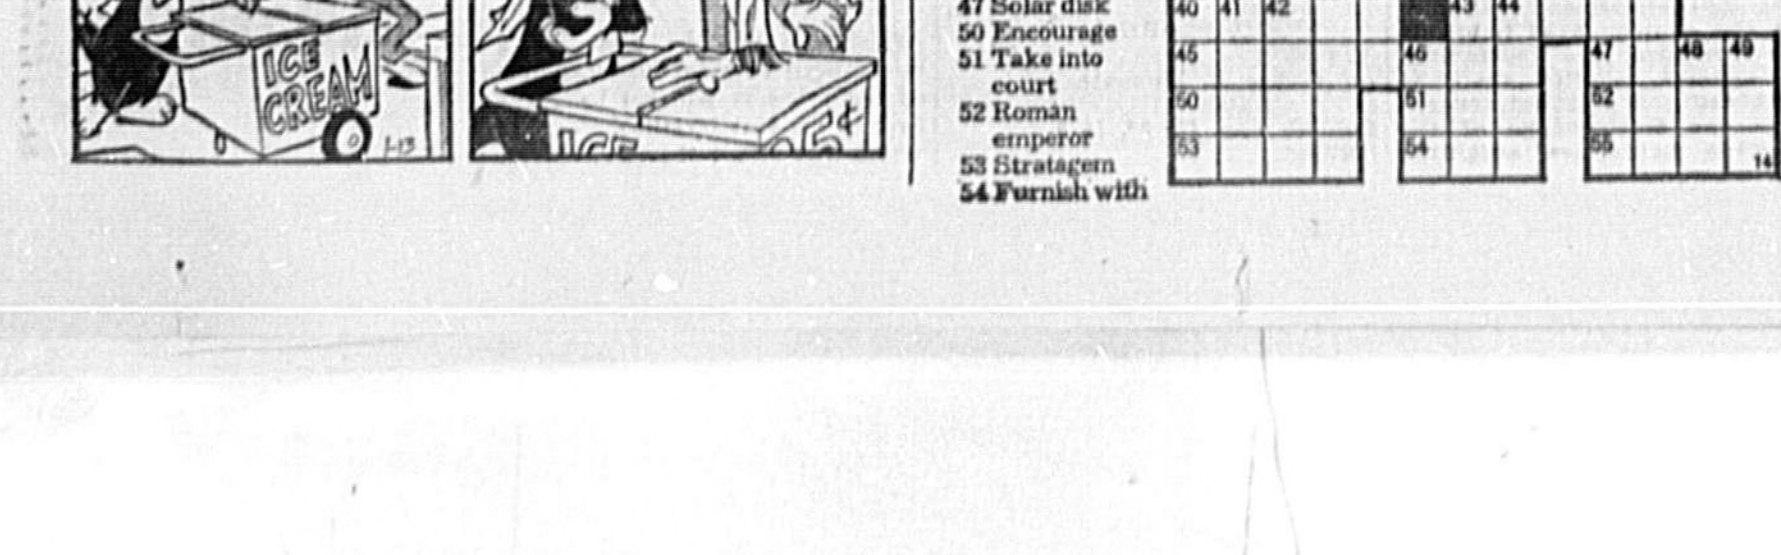 ICE
CREAM
1-13
ICE
5¢
47 Solar disk
50 Encourage
51 Take into
court
52 Roman
emperor
53 Stratagem
54 Furnish with
40 41 42 43 44
45 46 47 48 49
50 51 52
53 54 55
14